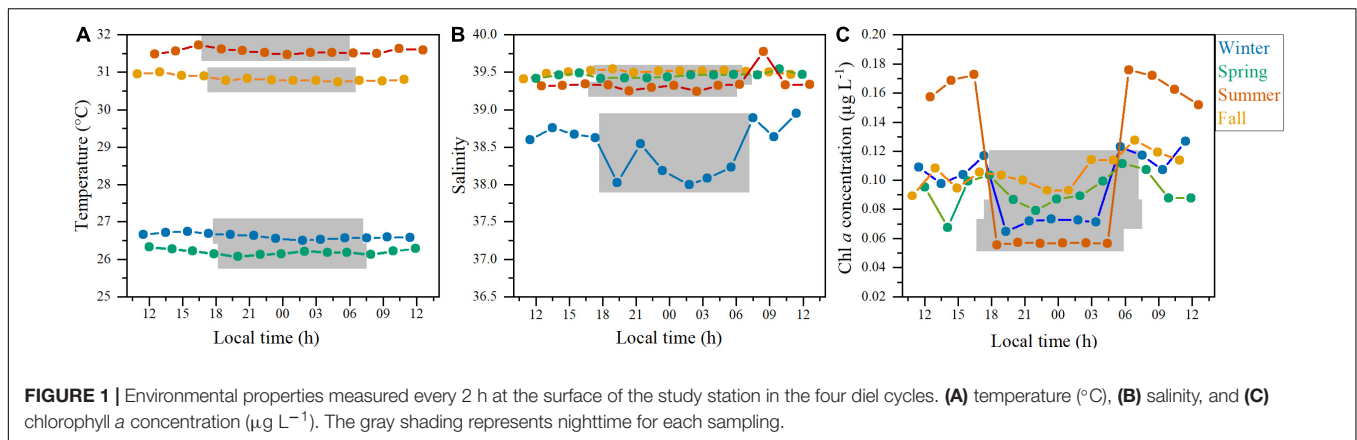 A
32
31
30
29
28
27
26
25
Temperature (°C)
12 15 18 21 00 03 06 09 12
Local time (h)
B
40.0
39.5
39.0
38.5
38.0
37.5
37.0
36.5
Salinity
12 15 18 21 00 03 06 09 12
Local time (h)
C
0.20
0.18
0.16
0.14
0.12
0.10
0.08
0.06
0.04
0.02
Chl a concentration (µg L⁻¹)
12 15 18 21 00 03 06 09 12
Local time (h)
Winter
Spring
Summer
Fall
FIGURE 1 | Environmental properties measured every 2 h at the surface of the study station in the four diel cycles. (A) temperature (°C), (B) salinity, and (C)
chlorophyll a concentration (µg L⁻¹). The gray shading represents nighttime for each sampling.